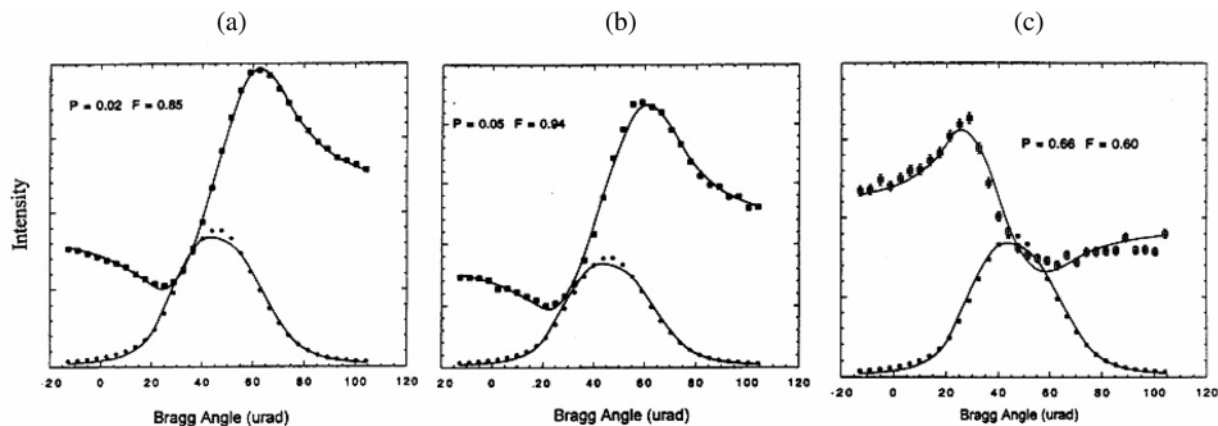 (a) (b) (c)
P = 0.02 F = 0.85
P = 0.05 F = 0.94
P = 0.66 F = 0.60
Intensity
-20 0 20 40 60 80 100 120
-20 0 20 40 60 80 100 120
-20 0 20 40 60 80 100 120
Bragg Angle (urad) Bragg Angle (urad) Bragg Angle (urad)